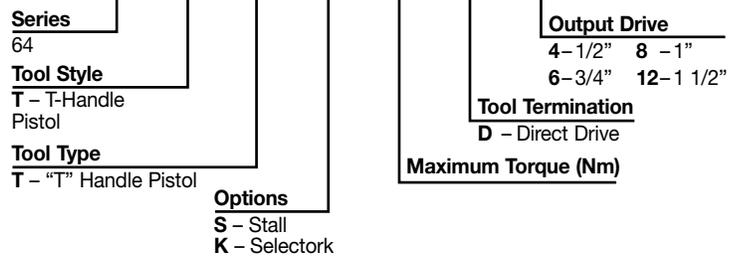 Series
64
Tool Style
T – T-Handle
Pistol
Tool Type
T – “T” Handle Pistol
Options
S – Stall
K – Selectork
Output Drive
4–1/2” 8 –1”
6–3/4” 12–1 1/2”
Tool Termination
D – Direct Drive
Maximum Torque (Nm)